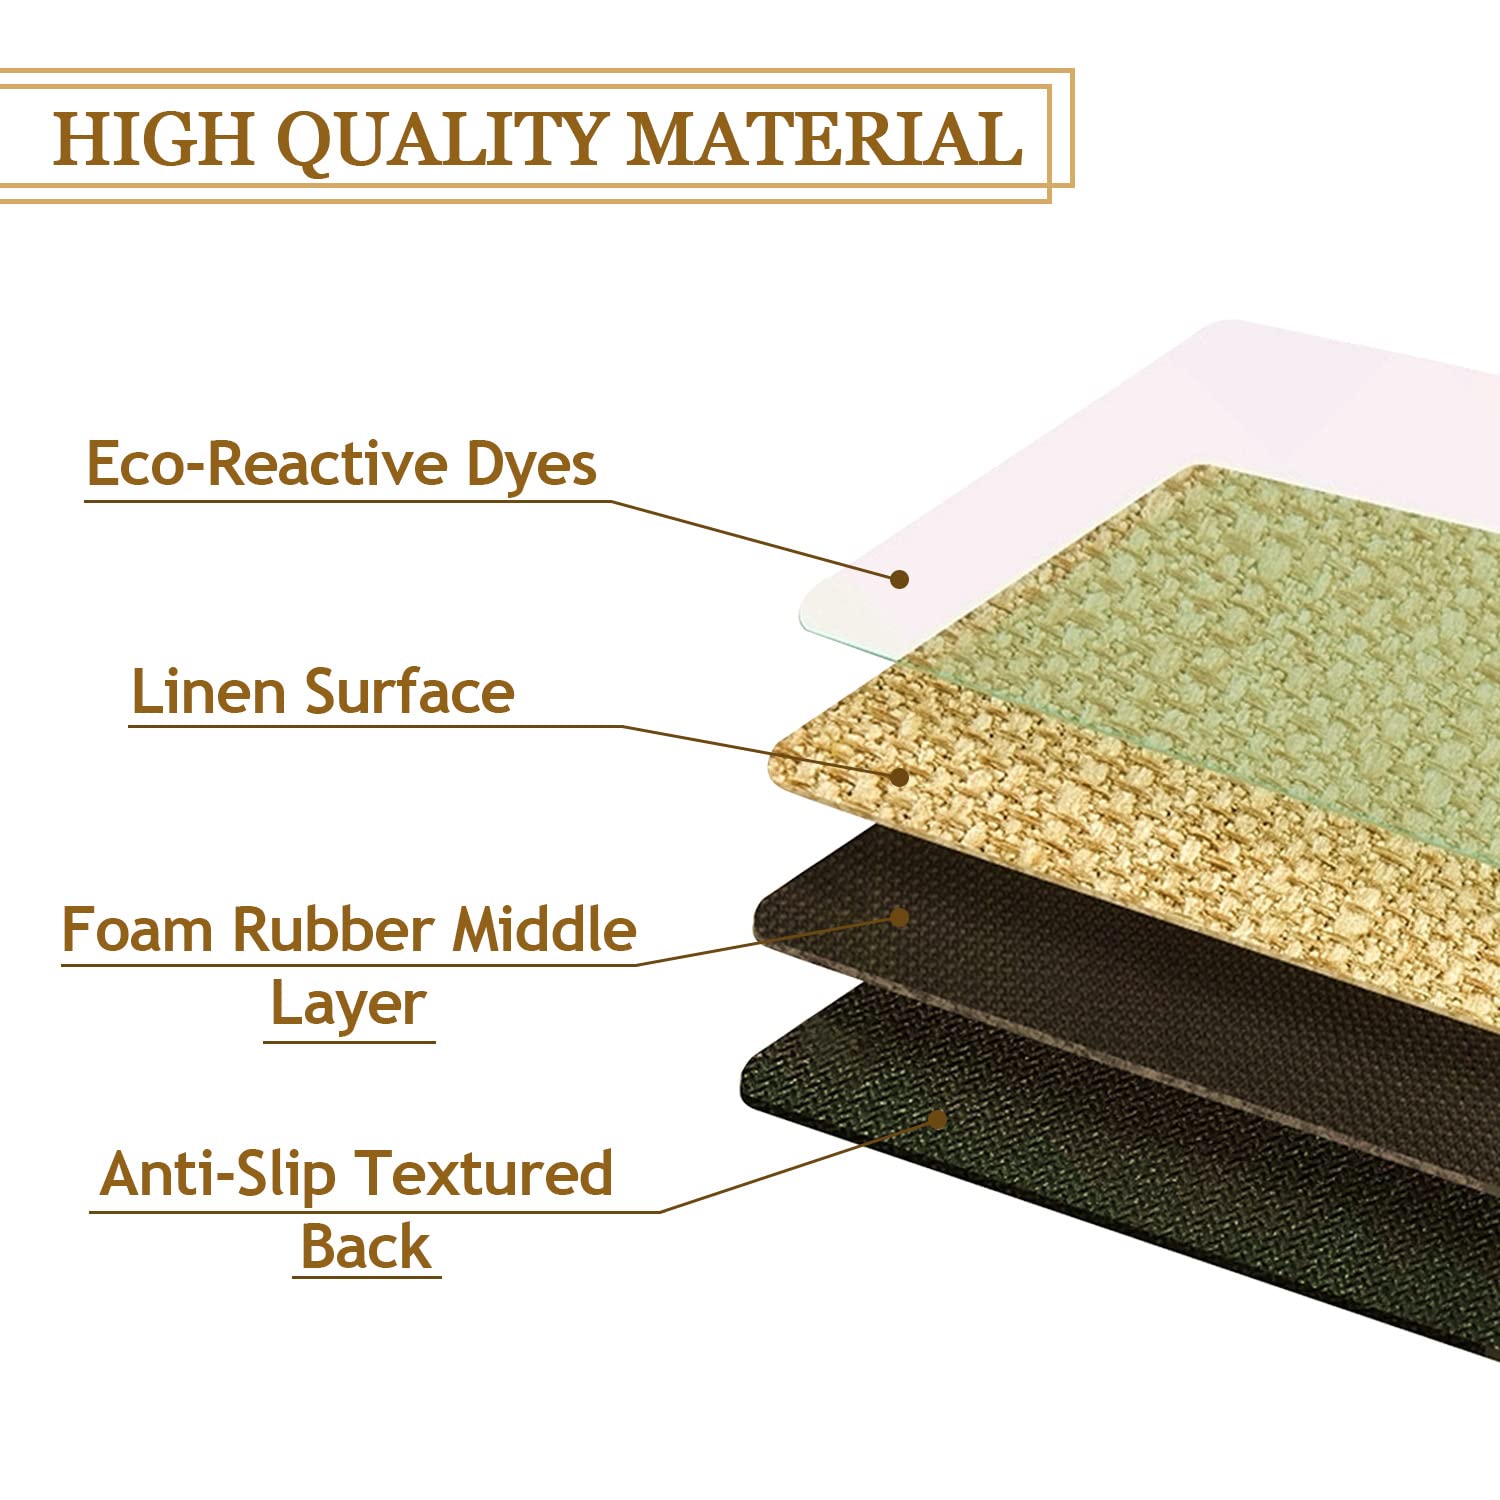 HIGH QUALITY MATERIAL
Eco-Reactive Dyes
Linen Surface
Foam Rubber Middle
Layer
Anti-Slip Textured
Back